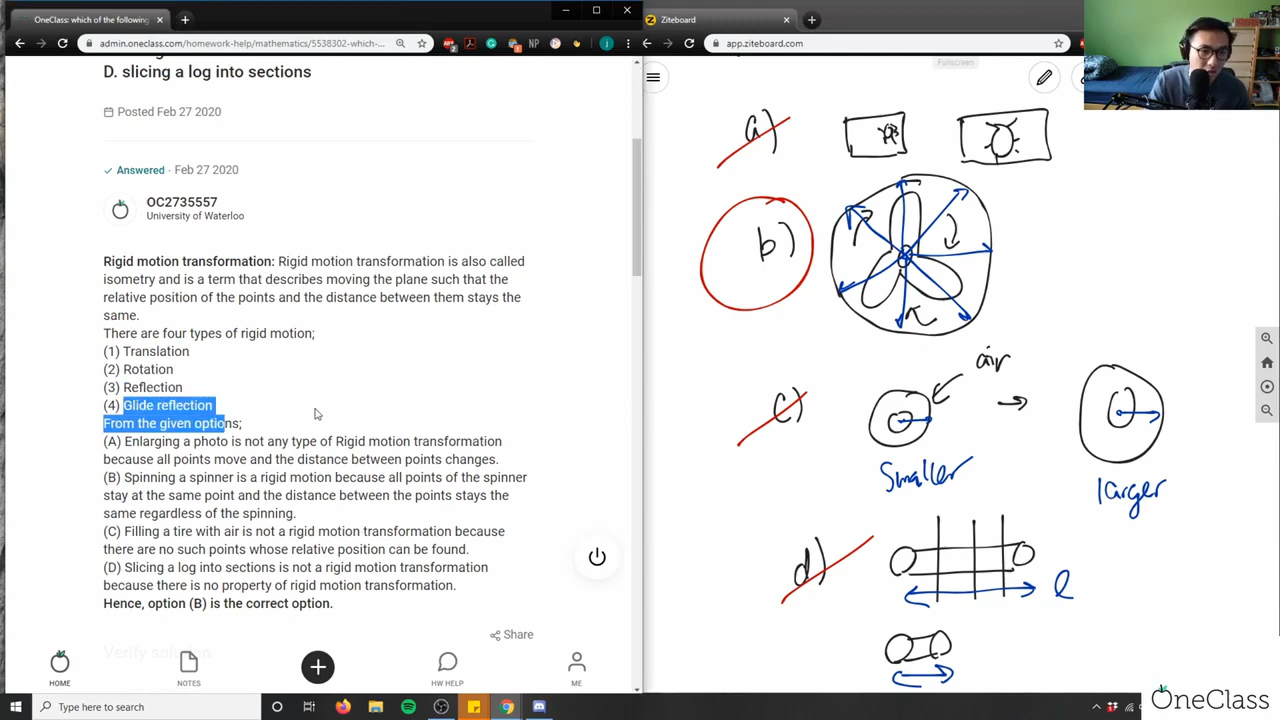 OneClass: which of the following
Ziteboard
admin.oneclass.com/homework-help/mathematics/5538302-which-...
app.ziteboard.com
Fullscreen
D. slicing a log into sections
Posted Feb 27 2020
Answered - Feb 27 2020
OC2735557
University of Waterloo
Rigid motion transformation: Rigid motion transformation is also called
isometry and is a term that describes moving the plane such that the
relative position of the points and the distance between them stays the
same.
There are four types of rigid motion;
(1) Translation
(2) Rotation
(3) Reflection
(4) Glide reflection
From the given options;
(A) Enlarging a photo is not any type of Rigid motion transformation
because all points move and the distance between points changes.
(B) Spinning a spinner is a rigid motion because all points of the spinner
stay at the same point and the distance between the points stays the
same regardless of the spinning.
(C) Filling a tire with air is not a rigid motion transformation because
there are no such points whose relative position can be found.
(D) Slicing a log into sections is not a rigid motion transformation
because there is no property of rigid motion transformation.
Hence, option (B) is the correct option.
Share
Verify solution
HOME
NOTES
HW HELP
ME
a)
b)
c)
air
smaller
larger
d)
l
Type here to search
OneClass